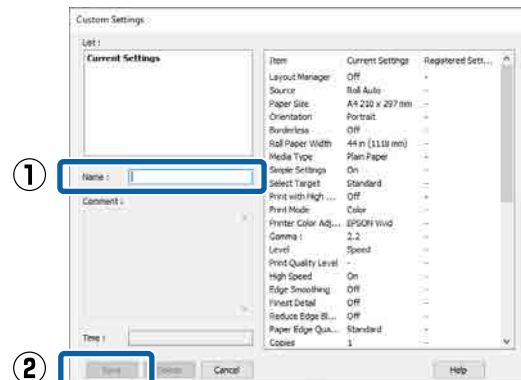 Custom Settings
List :
Current Settings
① Name :
Comment :
Time :
② Save Delete Cancel
Item Current Settings Registered Sett...
Layout Manager Off -
Source Roll Auto -
Paper Size A4 210 x 297 mm -
Orientation Portrait -
Borderless Off -
Roll Paper Width 44 in (1118 mm) -
Media Type Plain Paper -
Simple Settings On -
Select Target Standard -
Print with High ... Off -
Print Mode Color -
Printer Color Adj... EPSON Vivid -
Gamma : 2.2 -
Level Speed -
Print Quality Level - -
High Speed On -
Edge Smoothing Off -
Finest Detail Off -
Reduce Edge Bl... Off -
Paper Edge Qua... Standard -
Copies 1 -
Help